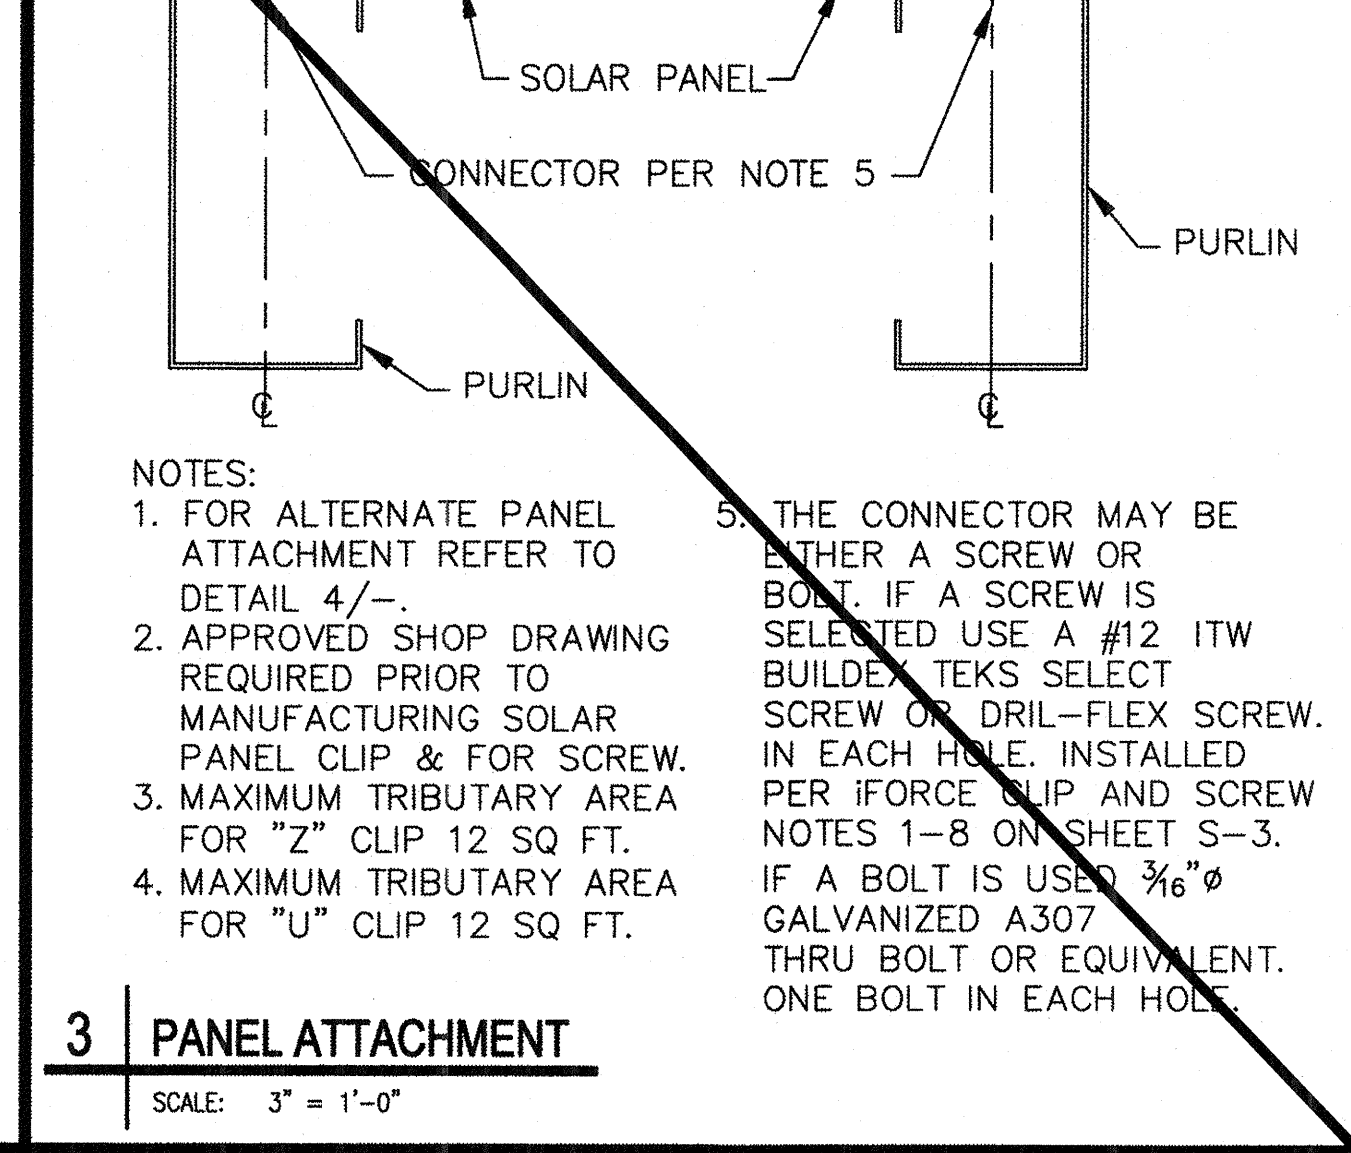 SOLAR PANEL
CONNECTOR PER NOTE 5
PURLIN
PURLIN
℄
℄
NOTES:
1. FOR ALTERNATE PANEL
ATTACHMENT REFER TO
DETAIL 4/-.
2. APPROVED SHOP DRAWING
REQUIRED PRIOR TO
MANUFACTURING SOLAR
PANEL CLIP & FOR SCREW.
3. MAXIMUM TRIBUTARY AREA
FOR "Z" CLIP 12 SQ FT.
4. MAXIMUM TRIBUTARY AREA
FOR "U" CLIP 12 SQ FT.
5. THE CONNECTOR MAY BE
EITHER A SCREW OR
BOLT. IF A SCREW IS
SELECTED USE A #12 ITW
BUILDEX TEKS SELECT
SCREW OR DRIL-FLEX SCREW.
IN EACH HOLE. INSTALLED
PER iFORCE CLIP AND SCREW
NOTES 1-8 ON SHEET S-3.
IF A BOLT IS USED 3/16"ø
GALVANIZED A307
THRU BOLT OR EQUIVALENT.
ONE BOLT IN EACH HOLE.
3 PANEL ATTACHMENT
SCALE: 3" = 1'-0"